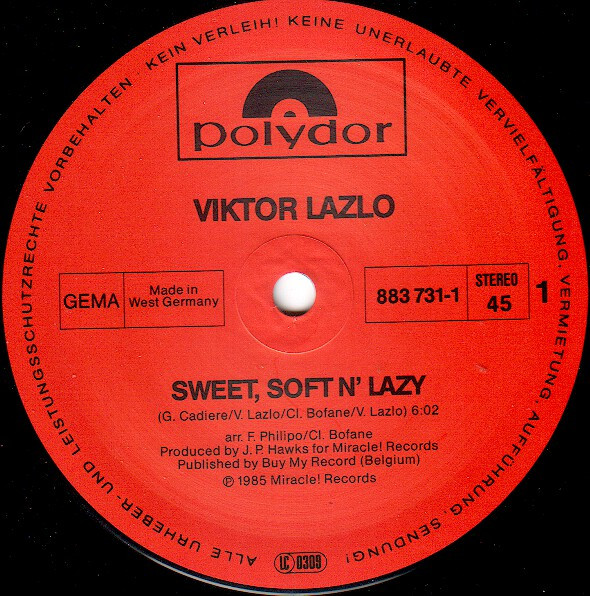 polydor
VIKTOR LAZLO
GEMA
Made in
West Germany
883 731-1
STEREO
45
1
SWEET, SOFT N' LAZY
(G. Cadiere/V. Lazlo/Cl. Bofane/V. Lazlo) 6:02
arr. F. Philipo/Cl. Bofane
Produced by J. P. Hawks for Miracle! Records
Published by Buy My Record (Belgium)
℗ 1985 Miracle! Records
ALLE URHEBER- UND LEISTUNGSSCHUTZRECHTE VORBEHALTEN KEIN VERLEIH! KEINE UNERLAUBTE VERVIELFÄLTIGUNG, VERMIETUNG, AUFFÜHRUNG, SENDUNG!
LC 0309